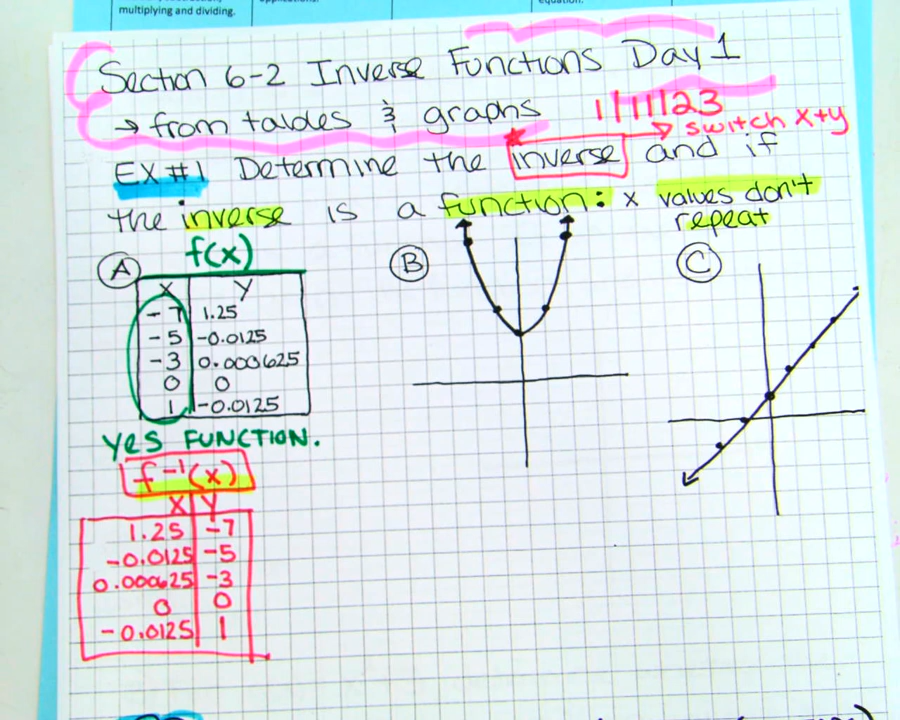 multiplying and dividing.
Section 6-2 Inverse Functions Day 1
→ from tables & graphs 1/11/23
→ switch x+y
EX #1 Determine the inverse and if
the inverse is a function: x values don't
repeat
A f(x)
x y
-7 1.25
-5 -0.0125
-3 0.000625
0 0
1 -0.0125
YES FUNCTION.
f⁻¹(x)
x y
1.25 -7
-0.0125 -5
0.000625 -3
0 0
-0.0125 1
B
C